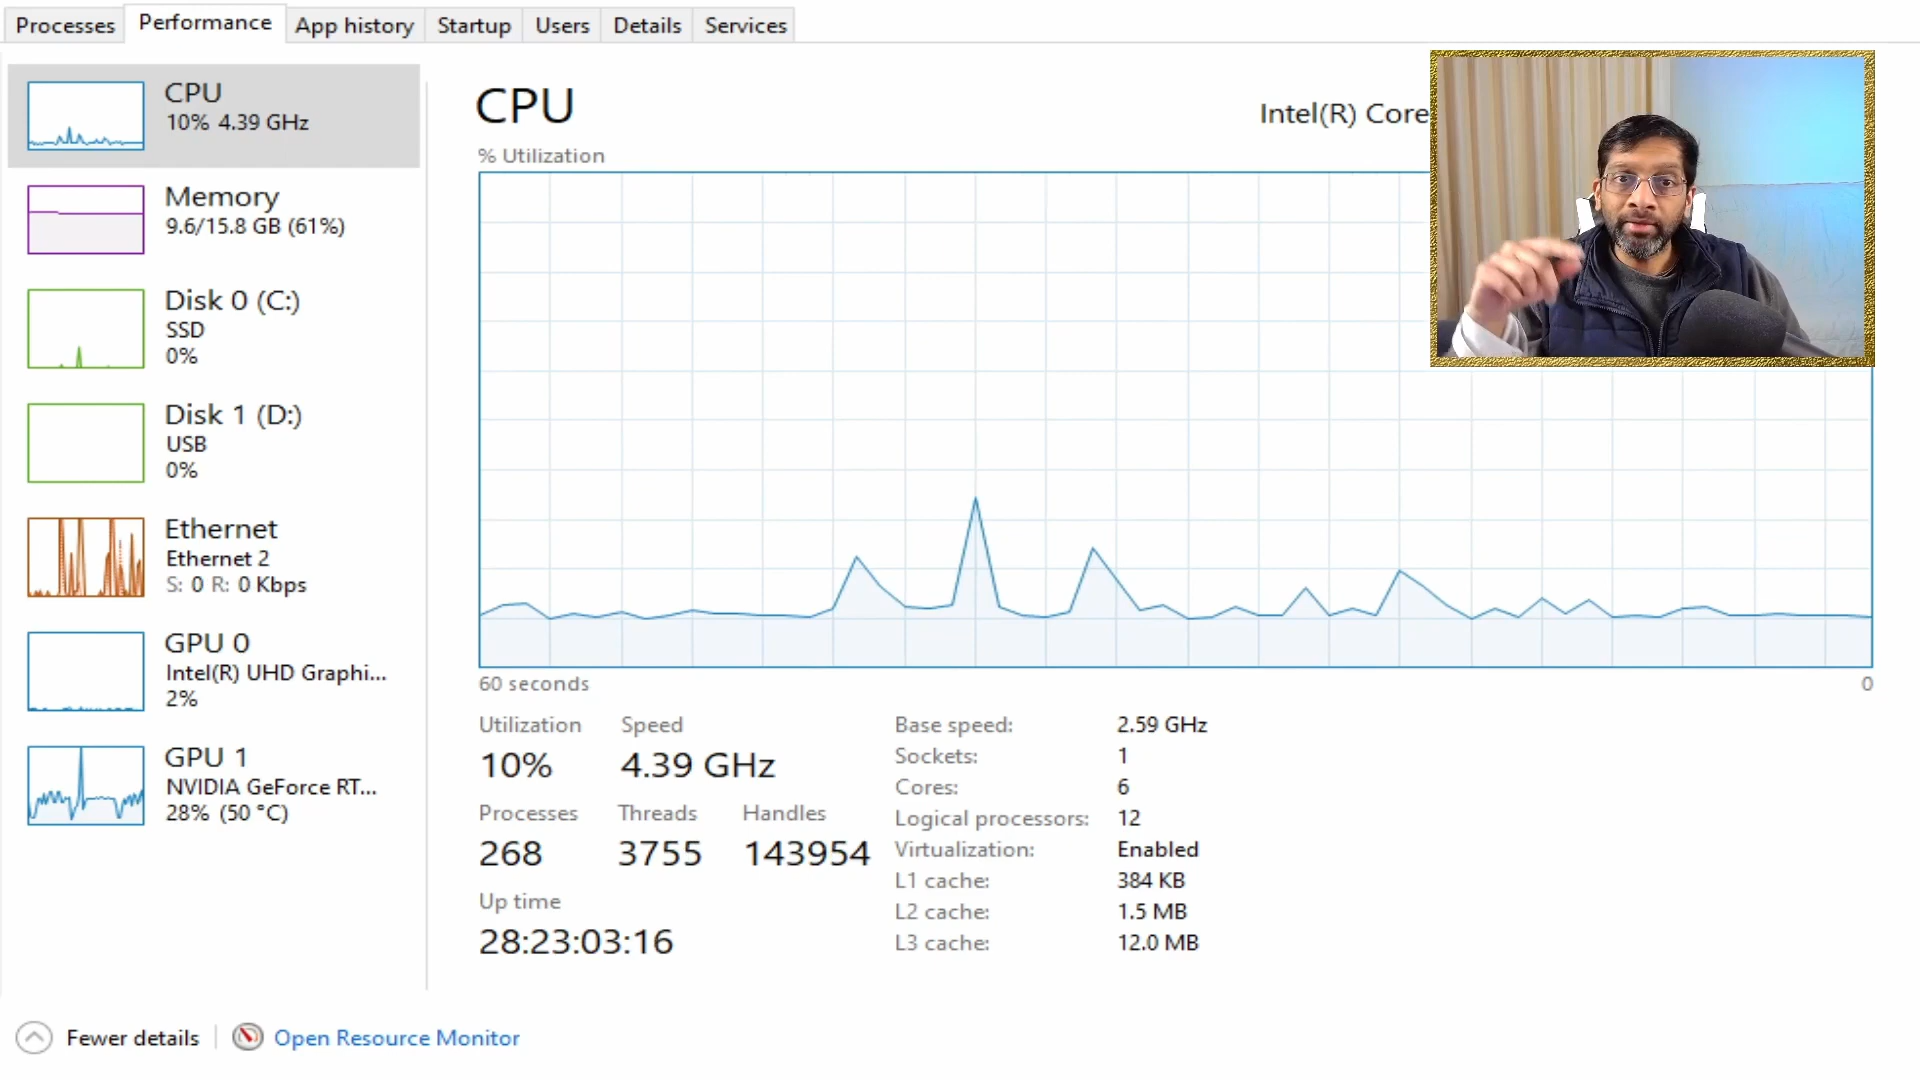 Processes
Performance
App history
Startup
Users
Details
Services
CPU
10% 4.39 GHz
Memory
9.6/15.8 GB (61%)
Disk 0 (C:)
SSD
0%
Disk 1 (D:)
USB
0%
Ethernet
Ethernet 2
S: 0 R: 0 Kbps
GPU 0
Intel(R) UHD Graphi...
2%
GPU 1
NVIDIA GeForce RT...
28% (50 °C)
CPU
Intel(R) Core
% Utilization
60 seconds
0
Utilization
Speed
10%
4.39 GHz
Processes
Threads
Handles
268
3755
143954
Up time
28:23:03:16
Base speed: 2.59 GHz
Sockets: 1
Cores: 6
Logical processors: 12
Virtualization: Enabled
L1 cache: 384 KB
L2 cache: 1.5 MB
L3 cache: 12.0 MB
Fewer details
Open Resource Monitor